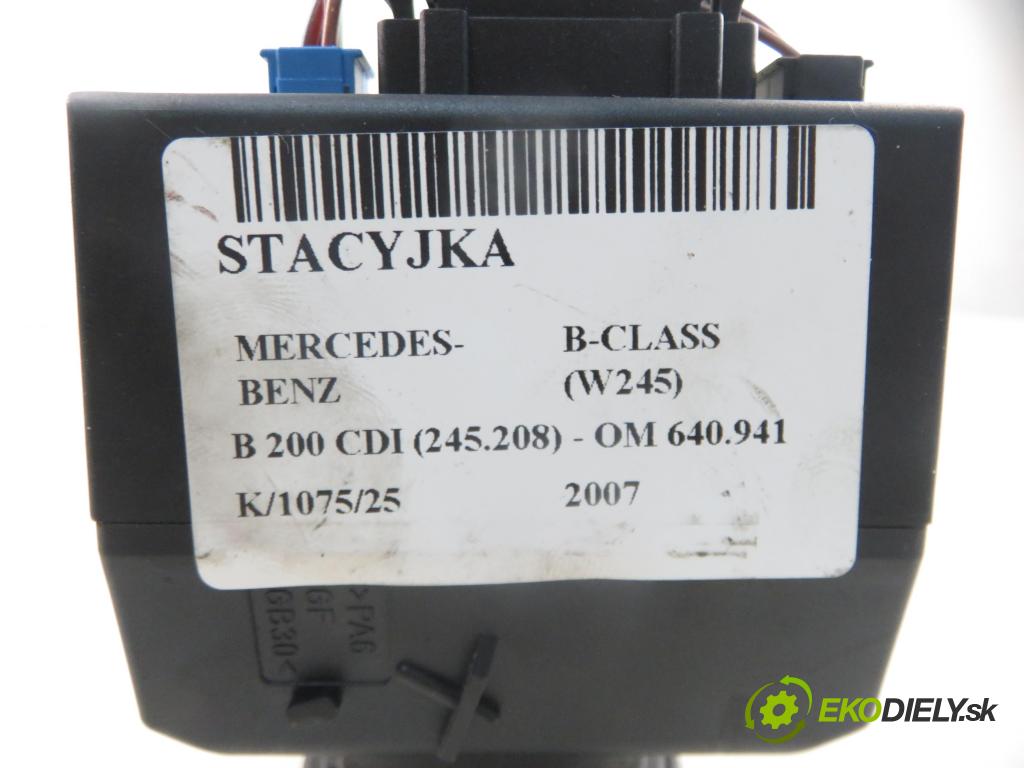 STACYJKA
MERCEDES-
BENZ
B-CLASS
(W245)
B 200 CDI (245.208) - OM 640.941
K/1075/25
2007
>PA6
GF
GB30<
EKODIELY.sk